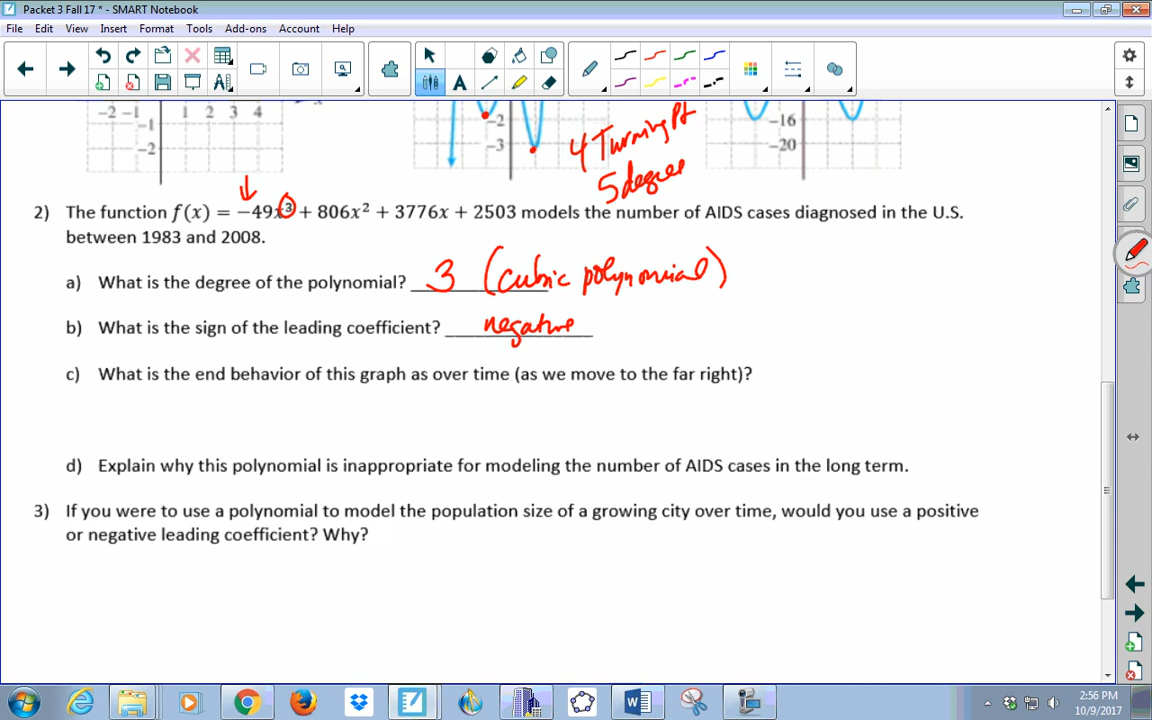 Packet 3 Fall 17 * - SMART Notebook
File Edit View Insert Format Tools Add-ons Account Help
-2 -1 1 2 3 4
-1
-2
-2
-3
-16
-20
4 Turning Pt
5 degree
2) The function f(x) = −49x³ + 806x² + 3776x + 2503 models the number of AIDS cases diagnosed in the U.S.
between 1983 and 2008.
a) What is the degree of the polynomial? 3 (cubic polynomial)
b) What is the sign of the leading coefficient? negative
c) What is the end behavior of this graph as over time (as we move to the far right)?
d) Explain why this polynomial is inappropriate for modeling the number of AIDS cases in the long term.
3) If you were to use a polynomial to model the population size of a growing city over time, would you use a positive
or negative leading coefficient? Why?
2:56 PM
10/9/2017